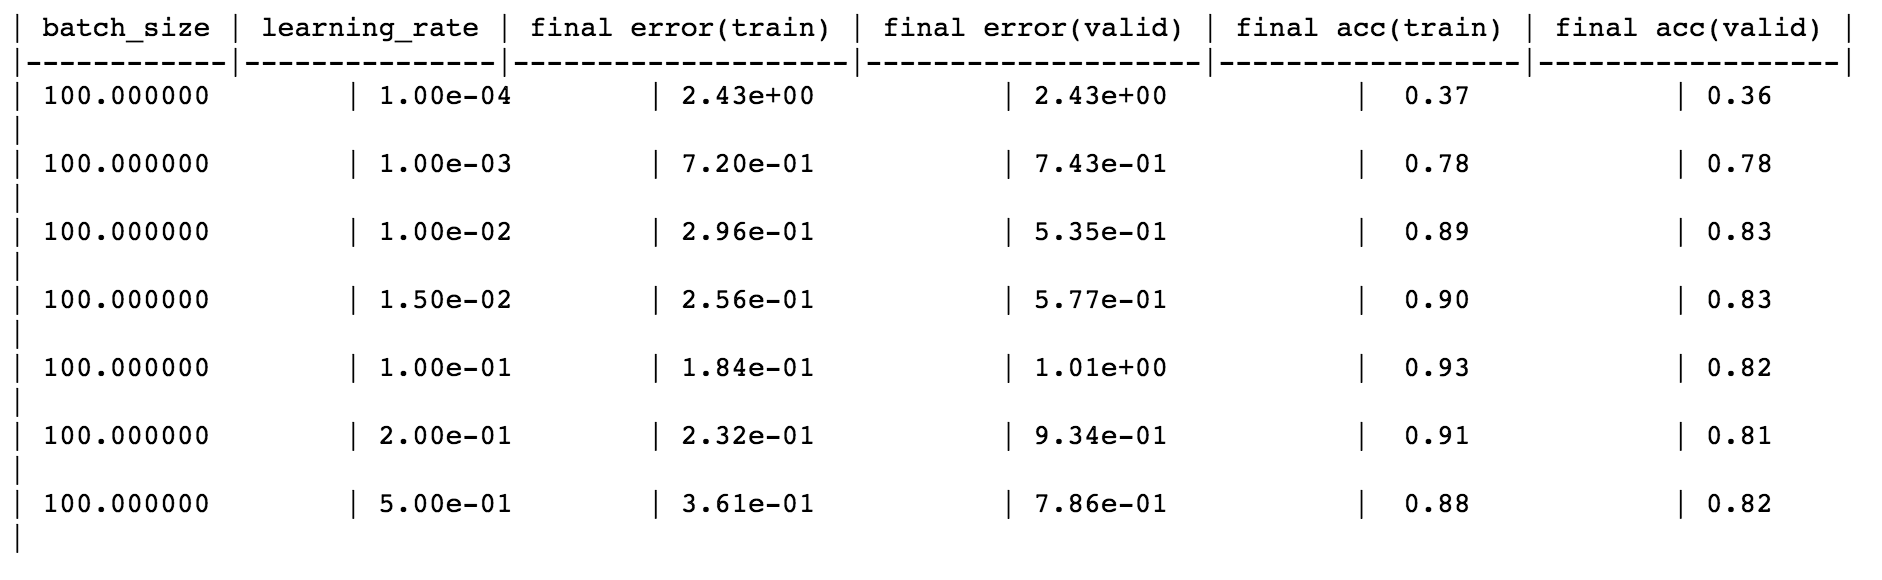 | batch_size | learning_rate | final error(train) | final error(valid) | final acc(train) | final acc(valid) |
|------------|---------------|--------------------|--------------------|------------------|------------------|
| 100.000000 | 1.00e-04 | 2.43e+00 | 2.43e+00 | 0.37 | 0.36
|
| 100.000000 | 1.00e-03 | 7.20e-01 | 7.43e-01 | 0.78 | 0.78
|
| 100.000000 | 1.00e-02 | 2.96e-01 | 5.35e-01 | 0.89 | 0.83
|
| 100.000000 | 1.50e-02 | 2.56e-01 | 5.77e-01 | 0.90 | 0.83
|
| 100.000000 | 1.00e-01 | 1.84e-01 | 1.01e+00 | 0.93 | 0.82
|
| 100.000000 | 2.00e-01 | 2.32e-01 | 9.34e-01 | 0.91 | 0.81
|
| 100.000000 | 5.00e-01 | 3.61e-01 | 7.86e-01 | 0.88 | 0.82
|